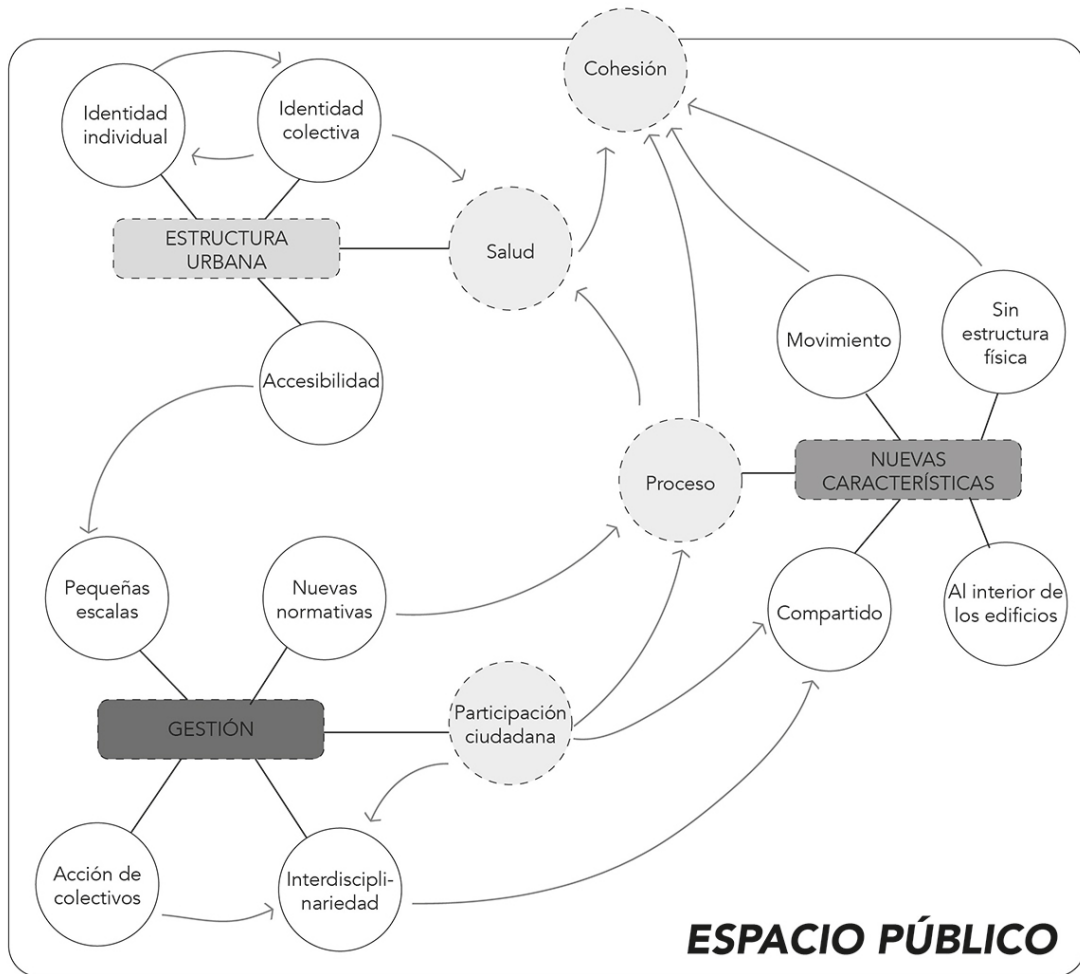 Cohesión
Identidad
individual
Identidad
colectiva
ESTRUCTURA
URBANA
Salud
Accesibilidad
Movimiento
Sin
estructura
física
NUEVAS
CARACTERÍSTICAS
Proceso
Pequeñas
escalas
Nuevas
normativas
Compartido
Al interior de
los edificios
GESTIÓN
Participación
ciudadana
Acción de
colectivos
Interdiscipli-
nariedad
ESPACIO PÚBLICO